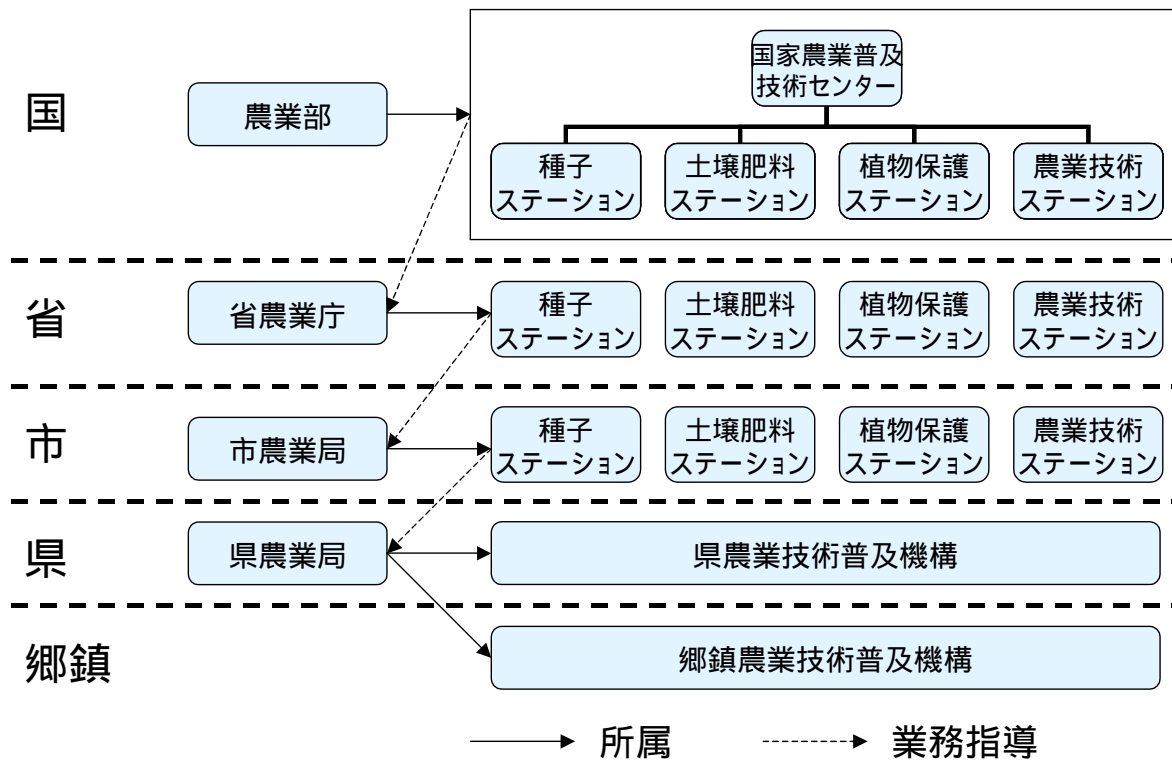 国家農業普及
技術センター
国
農業部
種子
ステーション
土壌肥料
ステーション
植物保護
ステーション
農業技術
ステーション
省
省農業庁
種子
ステーション
土壌肥料
ステーション
植物保護
ステーション
農業技術
ステーション
市
市農業局
種子
ステーション
土壌肥料
ステーション
植物保護
ステーション
農業技術
ステーション
県
県農業局
県農業技術普及機構
郷鎮
郷鎮農業技術普及機構
所属
業務指導